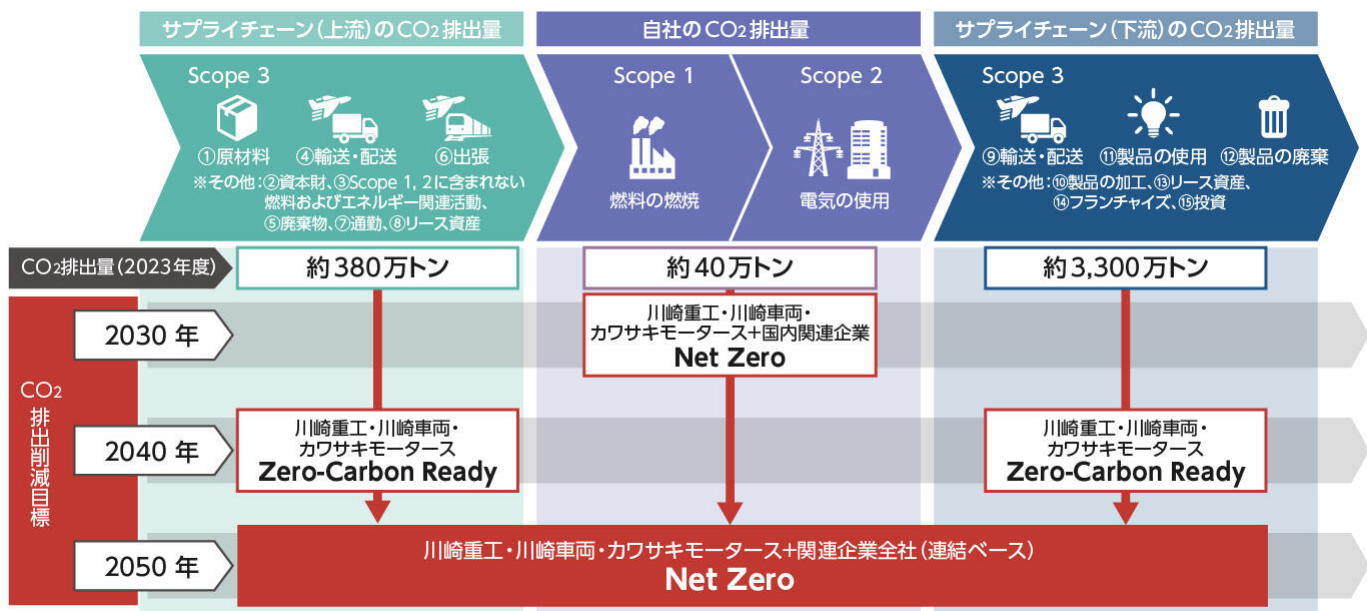 サプライチェーン(上流)のCO₂排出量
自社のCO₂排出量
サプライチェーン(下流)のCO₂排出量
Scope 3
①原材料
④輸送・配送
⑥出張
※その他:②資本財、③Scope 1, 2に含まれない
燃料およびエネルギー関連活動、
⑤廃棄物、⑦通勤、⑧リース資産
Scope 1
燃料の燃焼
Scope 2
電気の使用
Scope 3
⑨輸送・配送
⑪製品の使用
⑫製品の廃棄
※その他:⑩製品の加工、⑬リース資産、
⑭フランチャイズ、⑮投資
CO₂排出量(2023年度)
約380万トン
約40万トン
約3,300万トン
CO₂
排出削減目標
2030 年
川崎重工・川崎車両・
カワサキモータース+国内関連企業
Net Zero
2040 年
川崎重工・川崎車両・
カワサキモータース
Zero-Carbon Ready
川崎重工・川崎車両・
カワサキモータース
Zero-Carbon Ready
2050 年
川崎重工・川崎車両・カワサキモータース+関連企業全社(連結ベース)
Net Zero